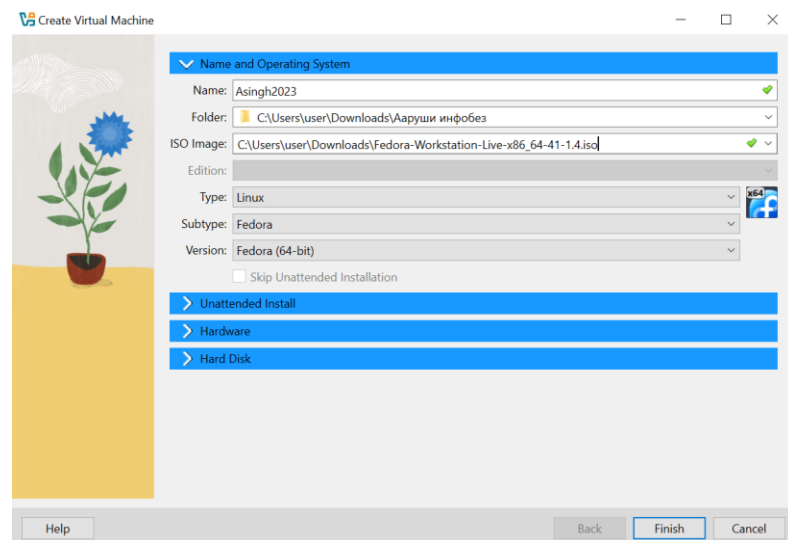 Create Virtual Machine
Name and Operating System
Name: Asingh2023
Folder: C:\Users\user\Downloads\Ааруши инфобез
ISO Image: C:\Users\user\Downloads\Fedora-Workstation-Live-x86_64-41-1.4.iso
Edition:
Type: Linux
x64
Subtype: Fedora
Version: Fedora (64-bit)
Skip Unattended Installation
Unattended Install
Hardware
Hard Disk
Help Back Finish Cancel